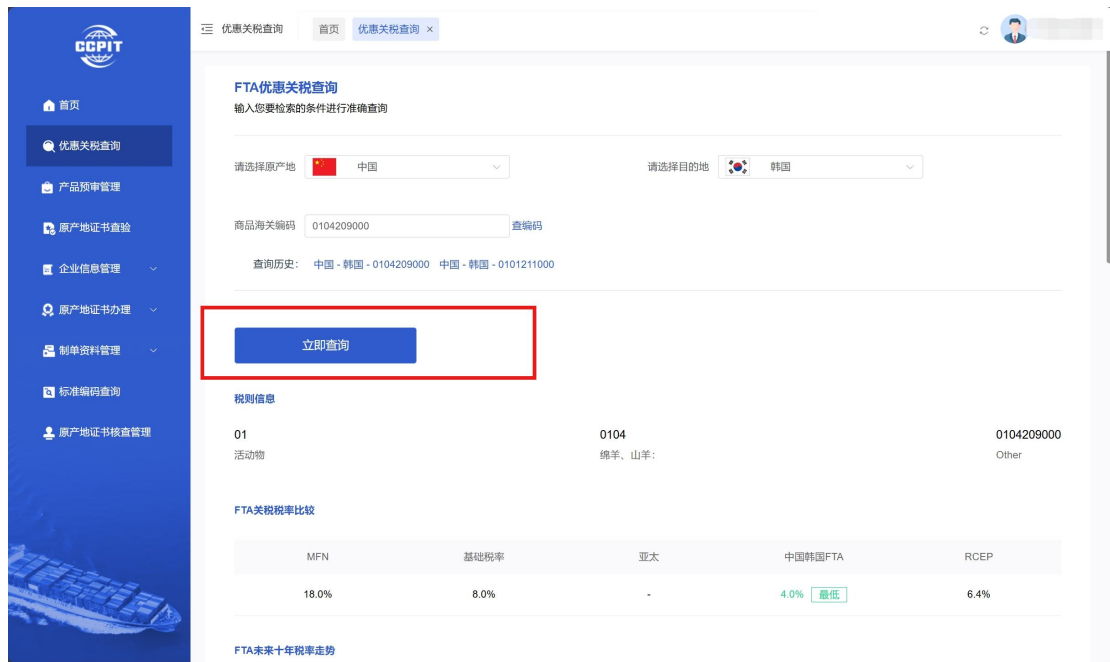 CCPIT
优惠关税查询 首页 优惠关税查询 ×
首页
优惠关税查询
产品预审管理
原产地证书查验
企业信息管理
原产地证书办理
制单资料管理
标准编码查询
原产地证书核查管理
FTA优惠关税查询
输入您要检索的条件进行准确查询
请选择原产地 中国 请选择目的地 韩国
商品海关编码 0104209000 查编码
查询历史: 中国 - 韩国 - 0104209000 中国 - 韩国 - 0101211000
立即查询
税则信息
01 0104 0104209000
活动物 绵羊、山羊: Other
FTA关税税率比较
MFN 基础税率 亚太 中国韩国FTA RCEP
18.0% 8.0% - 4.0% 最低 6.4%
FTA未来十年税率走势